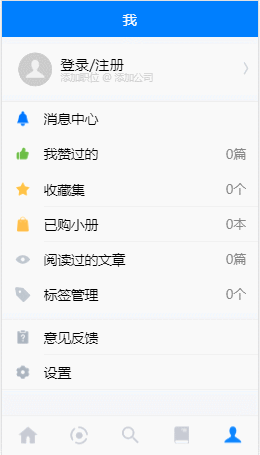 我
登录/注册
添加职位 @ 添加公司
消息中心
我赞过的 0篇
收藏集 0个
已购小册 0本
阅读过的文章 0篇
标签管理 0个
意见反馈
设置